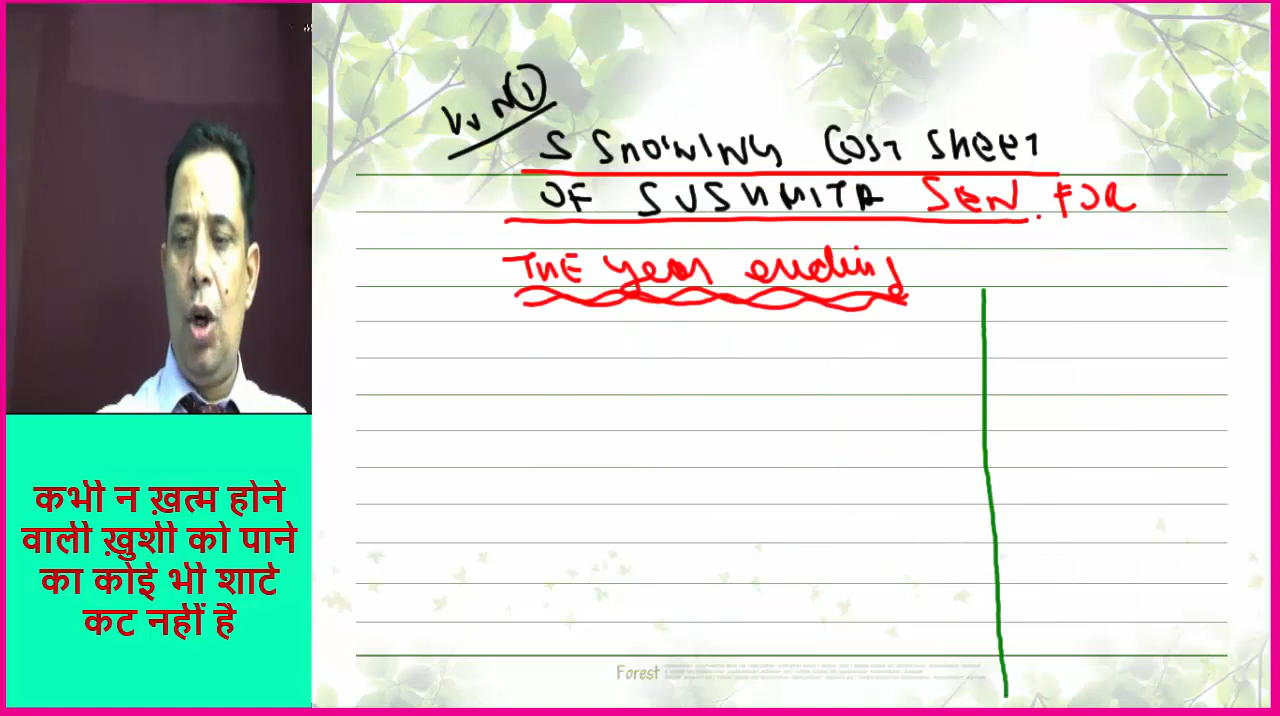 W N ①
S SHOWING COST SHEET
OF SUSHMITA SEN. FOR
THE year ending
कभी न ख़त्म होने
वाली ख़ुशी को पाने
का कोई भी शार्ट
कट नहीं है
Forest